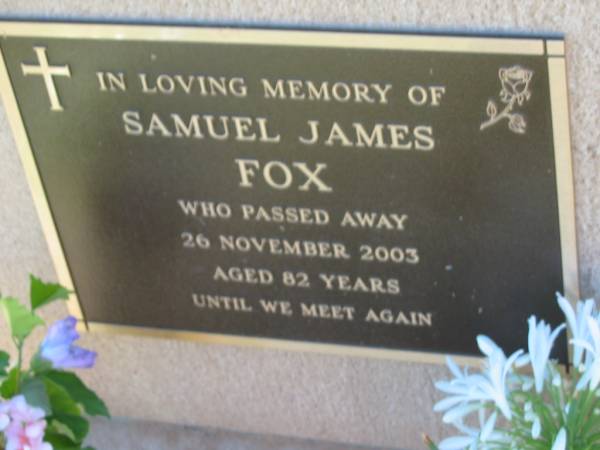 IN LOVING MEMORY OF
SAMUEL JAMES
FOX
WHO PASSED AWAY
26 NOVEMBER 2003
AGED 82 YEARS
UNTIL WE MEET AGAIN